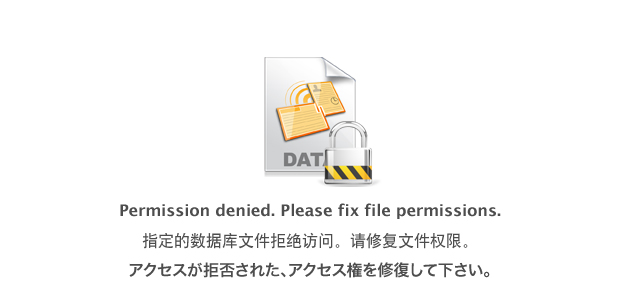 DATA
Permission denied. Please fix file permissions.
指定的数据库文件拒绝访问。请修复文件权限。
アクセスが拒否された、アクセス権を修復して下さい。